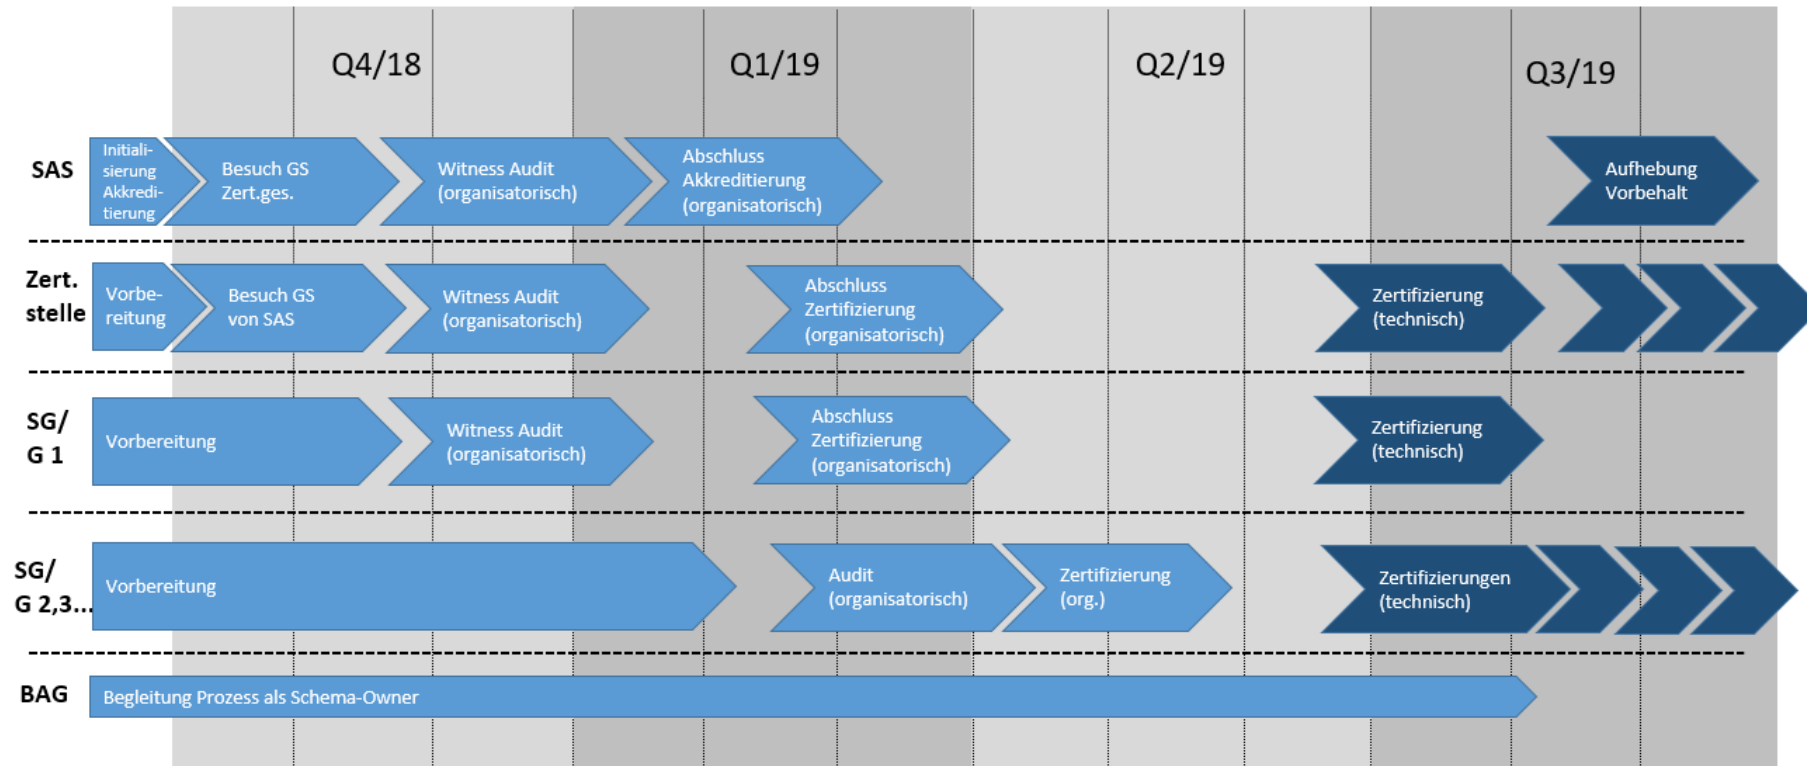 Q4/18
Q1/19
Q2/19
Q3/19
SAS
Initiali-
sierung
Akkredi-
tierung
Besuch GS
Zert.ges.
Witness Audit
(organisatorisch)
Abschluss
Akkreditierung
(organisatorisch)
Aufhebung
Vorbehalt
Zert.
stelle
Vorbe-
reitung
Besuch GS
von SAS
Witness Audit
(organisatorisch)
Abschluss
Zertifizierung
(organisatorisch)
Zertifizierung
(technisch)
SG/
G 1
Vorbereitung
Witness Audit
(organisatorisch)
Abschluss
Zertifizierung
(organisatorisch)
Zertifizierung
(technisch)
SG/
G 2,3...
Vorbereitung
Audit
(organisatorisch)
Zertifizierung
(org.)
Zertifizierungen
(technisch)
BAG
Begleitung Prozess als Schema-Owner